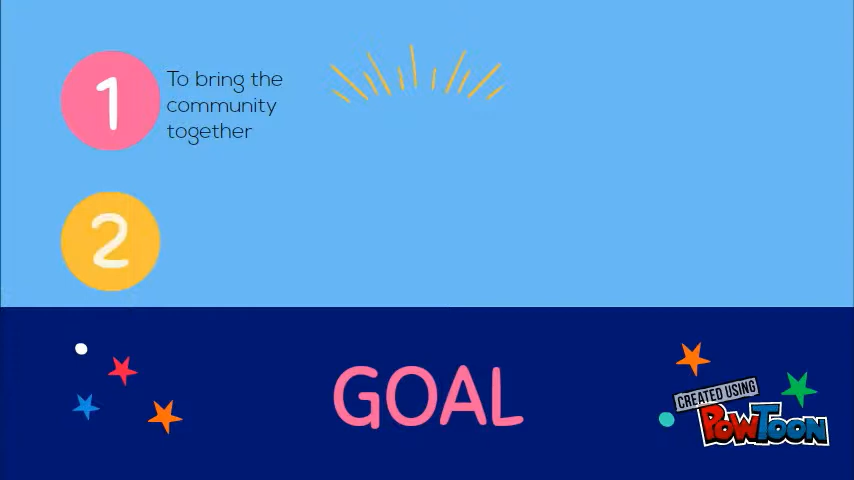 1
To bring the
community
together
2
GOAL
CREATED USING
POWTOON